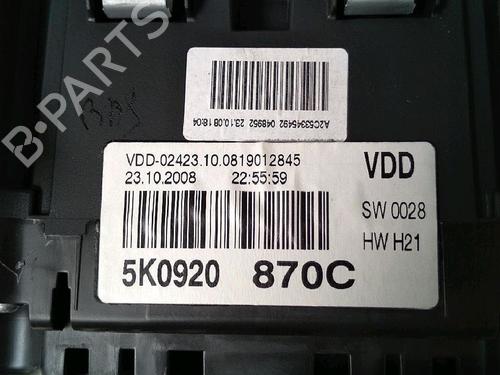 B-PARTS
A2C53345492 048952 23.10.08 18:04
VDD-02423.10.0819012845
23.10.2008 22:55:59
VDD
SW 0028
HW H21
5K0920 870C